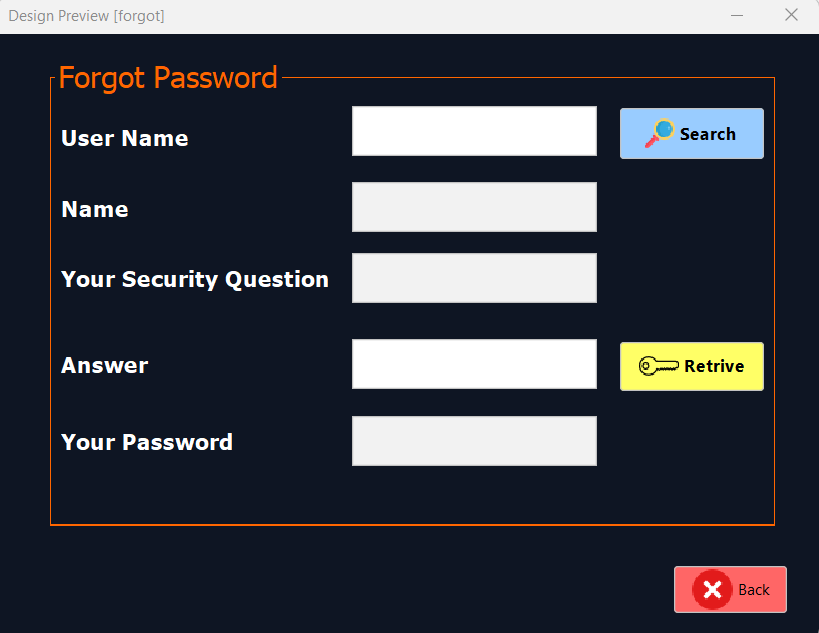 Design Preview [forgot]
Forgot Password
User Name
Search
Name
Your Security Question
Answer
Retrive
Your Password
Back